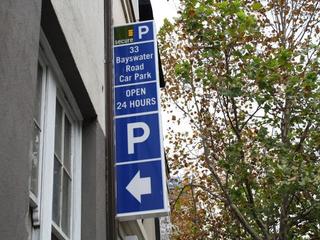 secure P
33
Bayswater
Road
Car Park
OPEN
24 HOURS
P